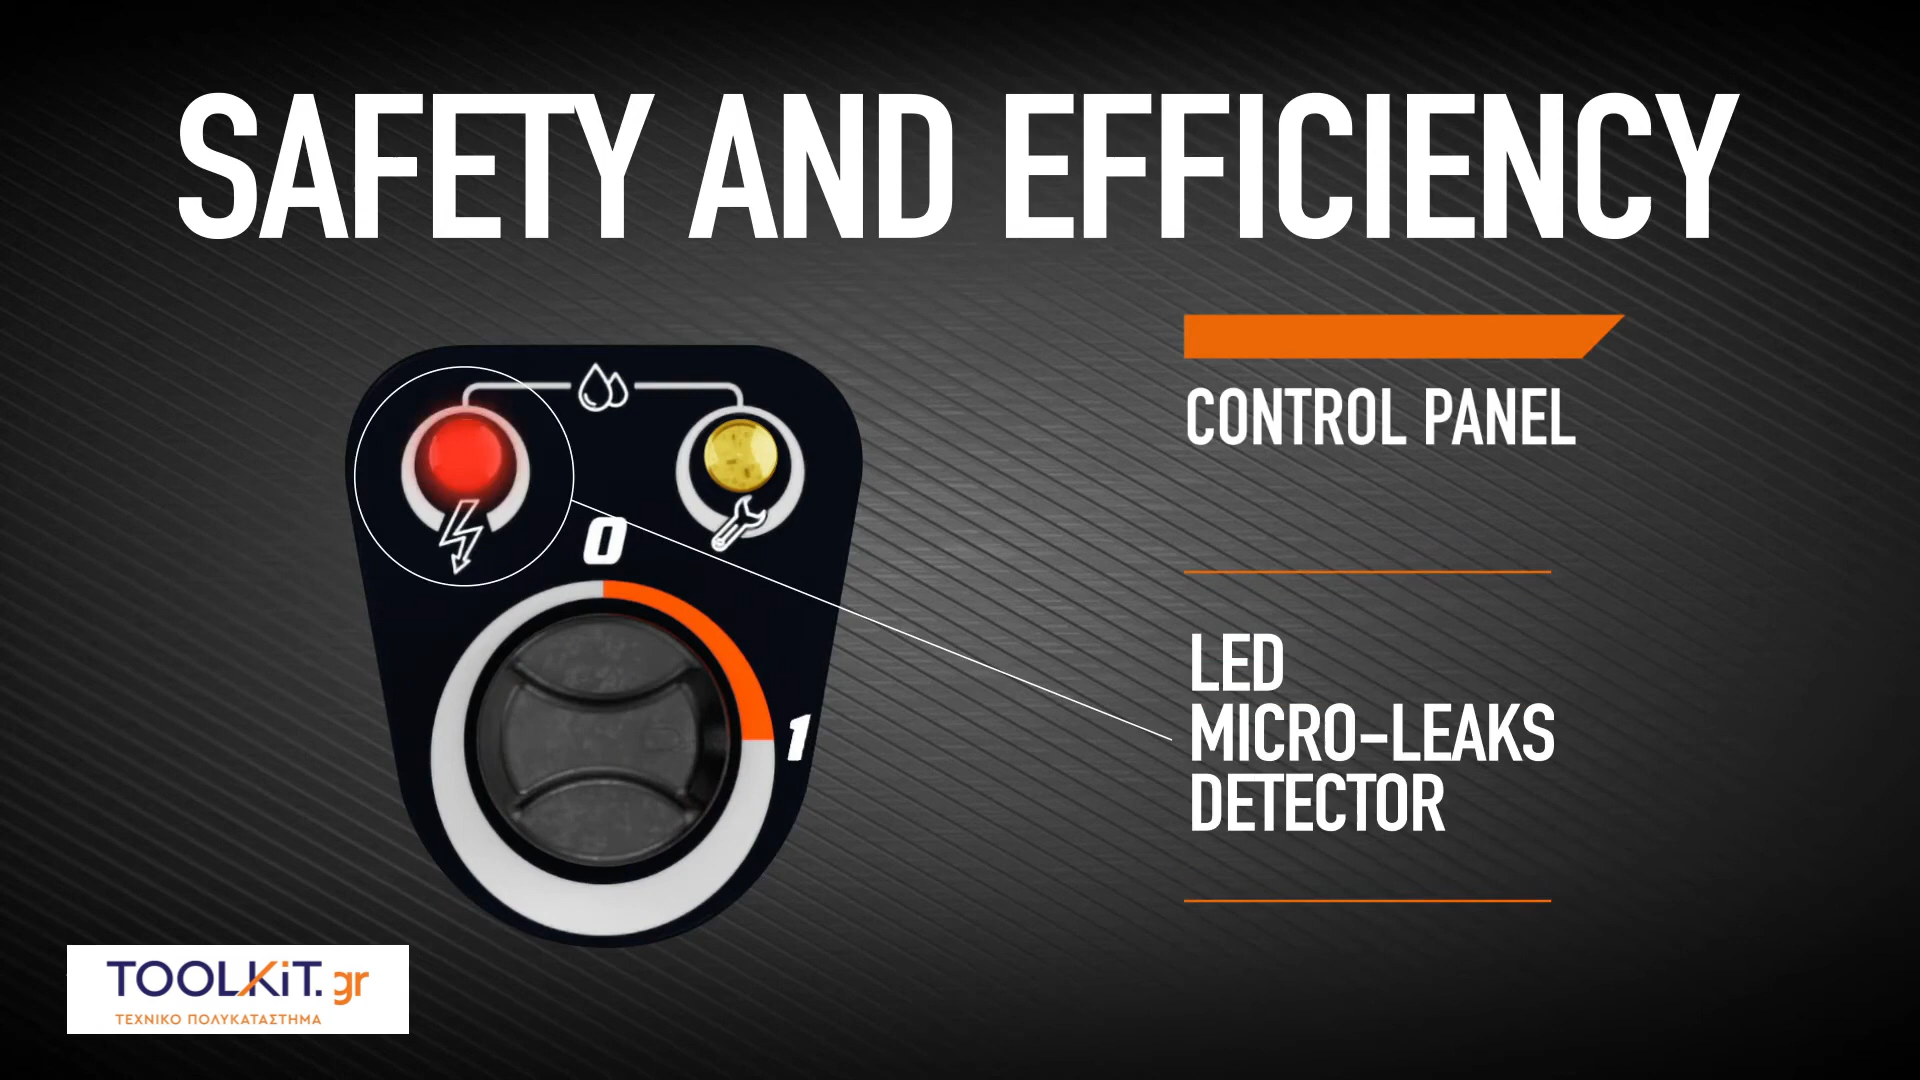 SAFETY AND EFFICIENCY
CONTROL PANEL
0
1
LED
MICRO-LEAKS
DETECTOR
TOOLKiT.gr
ΤΕΧΝΙΚΟ ΠΟΛΥΚΑΤΑΣΤΗΜΑ